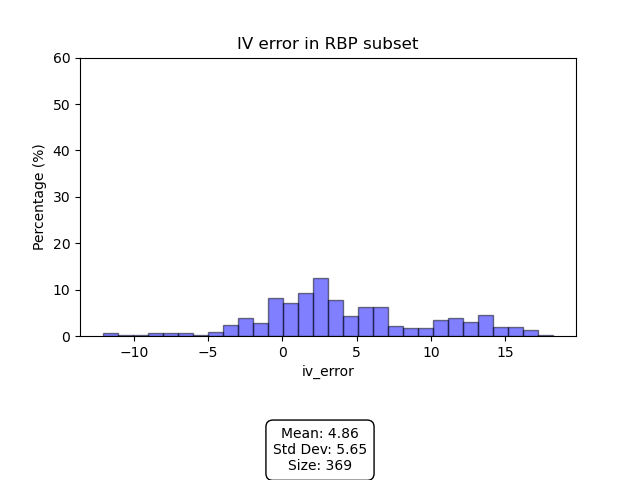 IV error in RBP subset
60
50
40
30
20
10
0
Percentage (%)
−10 −5 0 5 10 15
iv_error
Mean: 4.86
Std Dev: 5.65
Size: 369